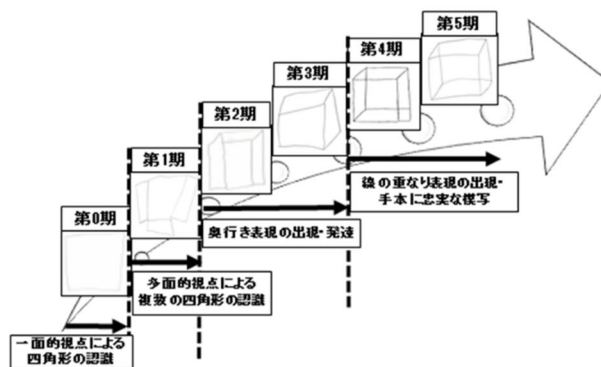 第5期
第4期
第3期
第2期
第1期
第0期
線の重なり表現の出現・
手本に忠実な模写
奥行き表現の出現・発達
多面的視点による
複数の四角形の認識
一面的視点による
四角形の認識